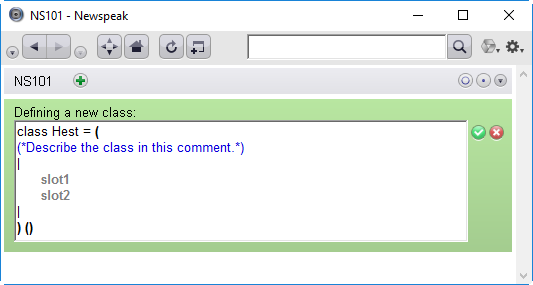 NS101 - Newspeak
NS101
Defining a new class:
class Hest = (
(*Describe the class in this comment.*)
|
slot1
slot2
|
) ()